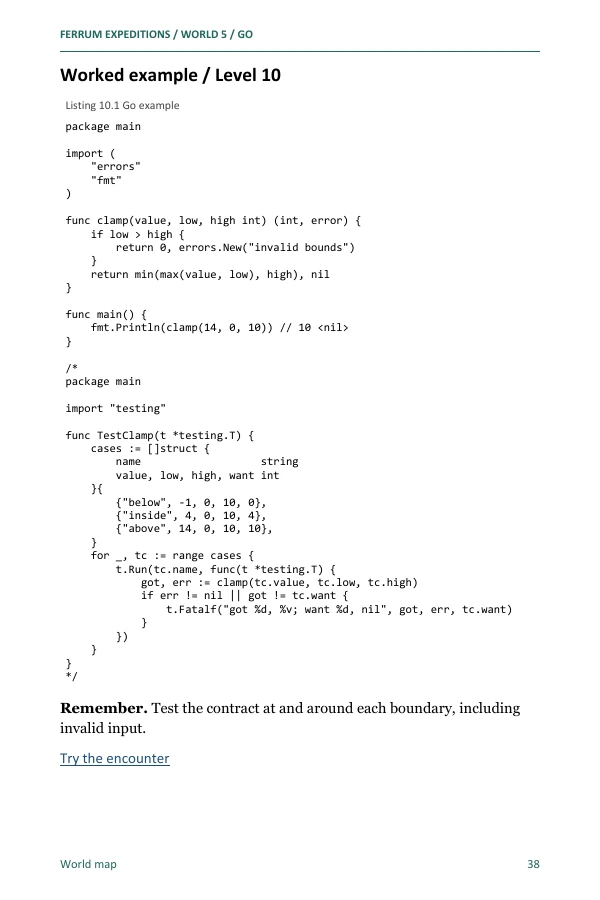 FERRUM EXPEDITIONS / WORLD 5 / GO
Worked example / Level 10
Listing 10.1 Go example
package main

import (
    "errors"
    "fmt"
)

func clamp(value, low, high int) (int, error) {
    if low > high {
        return 0, errors.New("invalid bounds")
    }
    return min(max(value, low), high), nil
}

func main() {
    fmt.Println(clamp(14, 0, 10)) // 10 <nil>
}

/*
package main

import "testing"

func TestClamp(t *testing.T) {
    cases := []struct {
        name                   string
        value, low, high, want int
    }{
        {"below", -1, 0, 10, 0},
        {"inside", 4, 0, 10, 4},
        {"above", 14, 0, 10, 10},
    }
    for _, tc := range cases {
        t.Run(tc.name, func(t *testing.T) {
            got, err := clamp(tc.value, tc.low, tc.high)
            if err != nil || got != tc.want {
                t.Fatalf("got %d, %v; want %d, nil", got, err, tc.want)
            }
        })
    }
}
*/
Remember. Test the contract at and around each boundary, including
invalid input.
Try the encounter
World map
38